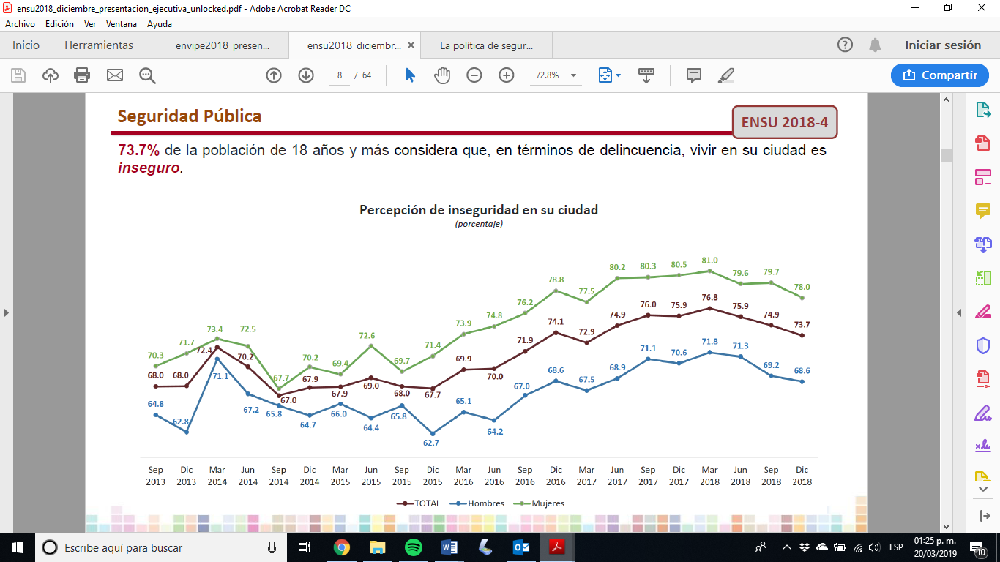 ensu2018_diciembre_presentacion_ejecutiva_unlocked.pdf - Adobe Acrobat Reader DC
Archivo Edición Ver Ventana Ayuda
Inicio Herramientas envipe2018_presen... ensu2018_diciembr... × La política de segur... ? Iniciar sesión
8 / 64 72.8% Compartir
Seguridad Pública
ENSU 2018-4
73.7% de la población de 18 años y más considera que, en términos de delincuencia, vivir en su ciudad es
inseguro.
Percepción de inseguridad en su ciudad
(porcentaje)
70.3 71.7 73.4 72.5 67.7 70.2 69.4 72.6 69.7 71.4 73.9 74.8 76.2 78.8 77.5 80.2 80.3 80.5 81.0 79.6 79.7 78.0
68.0 68.0 72.4 70.2 67.0 67.9 67.9 69.0 68.0 67.7 69.9 70.0 71.9 74.1 72.9 74.9 76.0 75.9 76.8 75.9 74.9 73.7
64.8 62.8 71.1 67.2 65.8 64.7 66.0 64.4 65.8 62.7 65.1 64.2 67.0 68.6 67.5 68.9 71.1 70.6 71.8 71.3 69.2 68.6
Sep Dic Mar Jun Sep Dic Mar Jun Sep Dic Mar Jun Sep Dic Mar Jun Sep Dic Mar Jun Sep Dic
2013 2013 2014 2014 2014 2014 2015 2015 2015 2015 2016 2016 2016 2016 2017 2017 2017 2017 2018 2018 2018 2018
TOTAL Hombres Mujeres
Escribe aquí para buscar
ESP
01:25 p. m.
20/03/2019
10